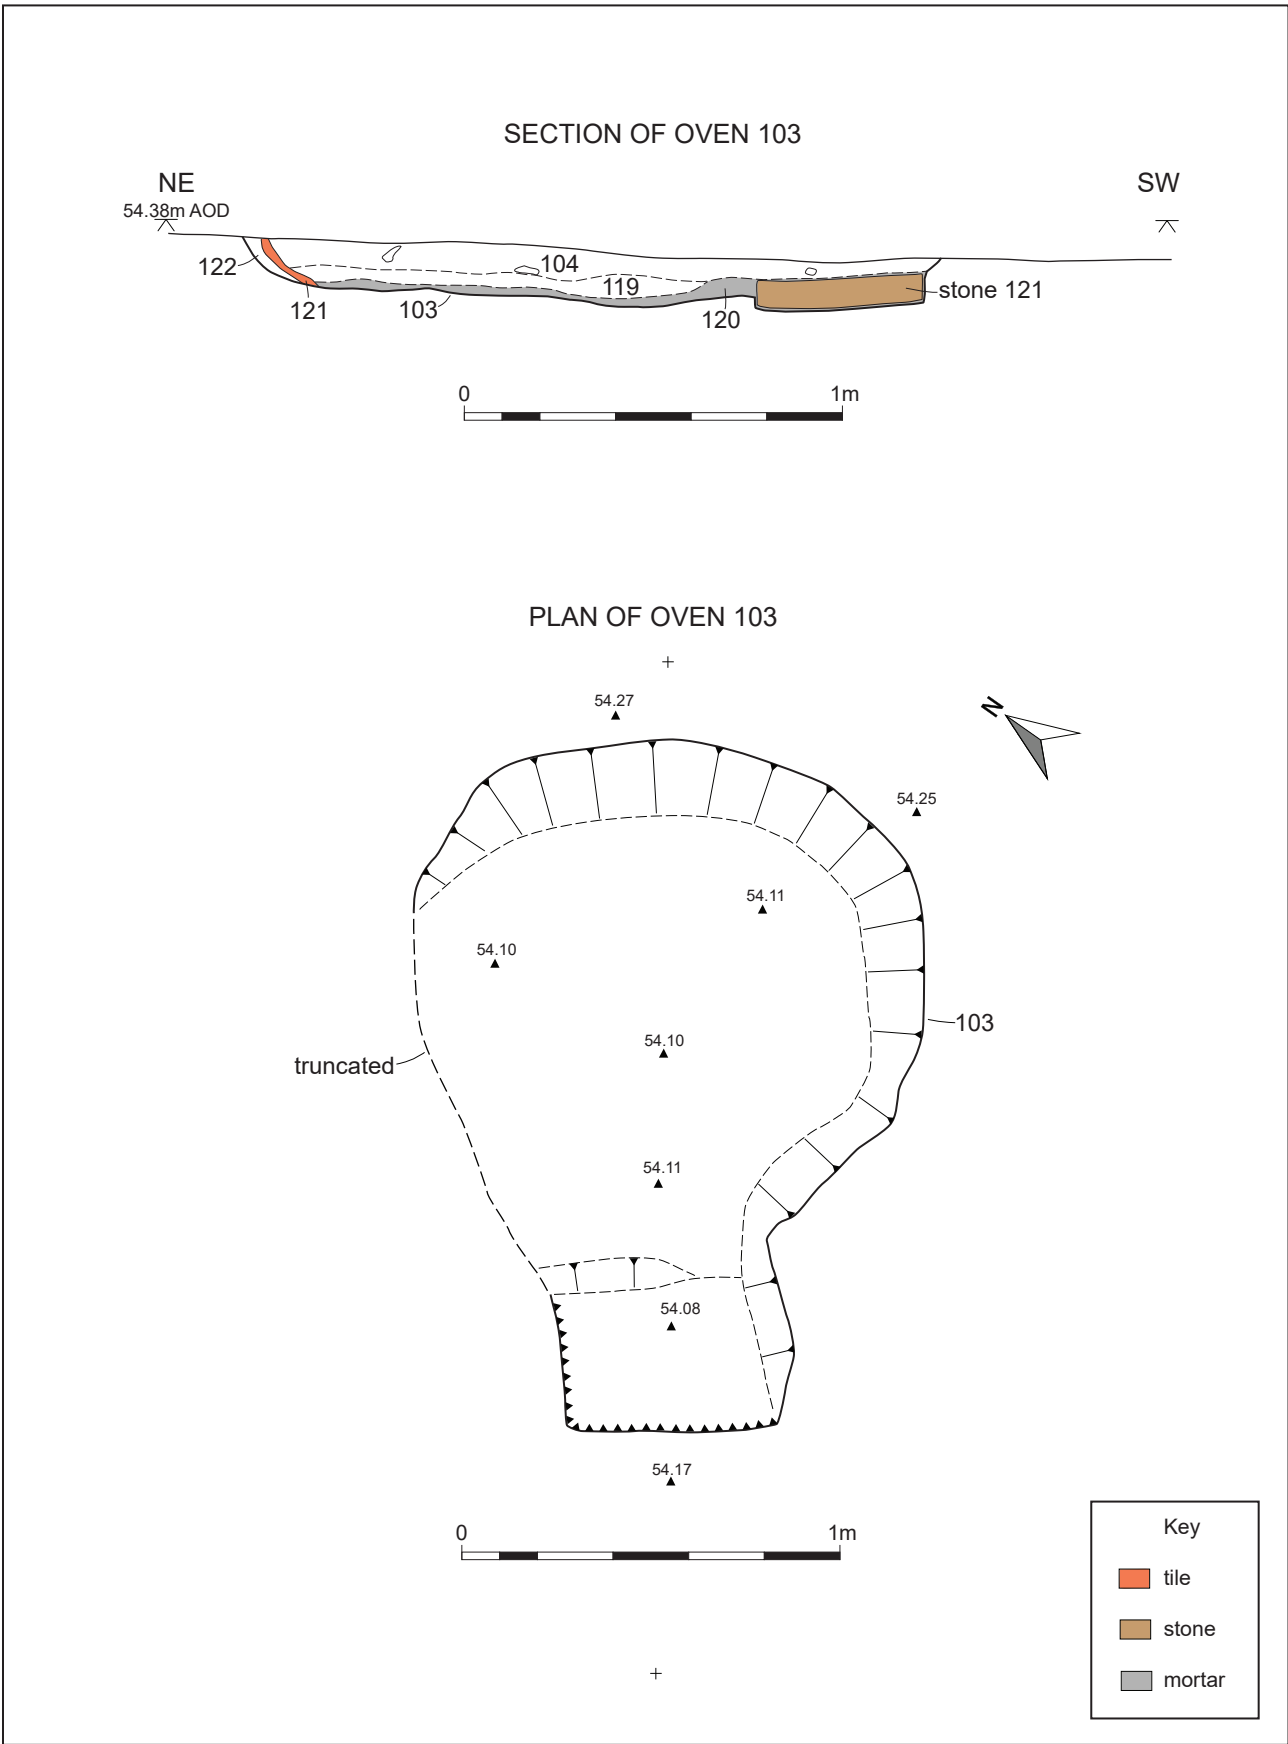 SECTION OF OVEN 103
NE
SW
54.38m AOD
122
104
119
121
103
120
stone 121
0
1m
PLAN OF OVEN 103
54.27
N
54.25
54.11
54.10
103
54.10
truncated
54.11
54.08
54.17
0
1m
Key
tile
stone
mortar